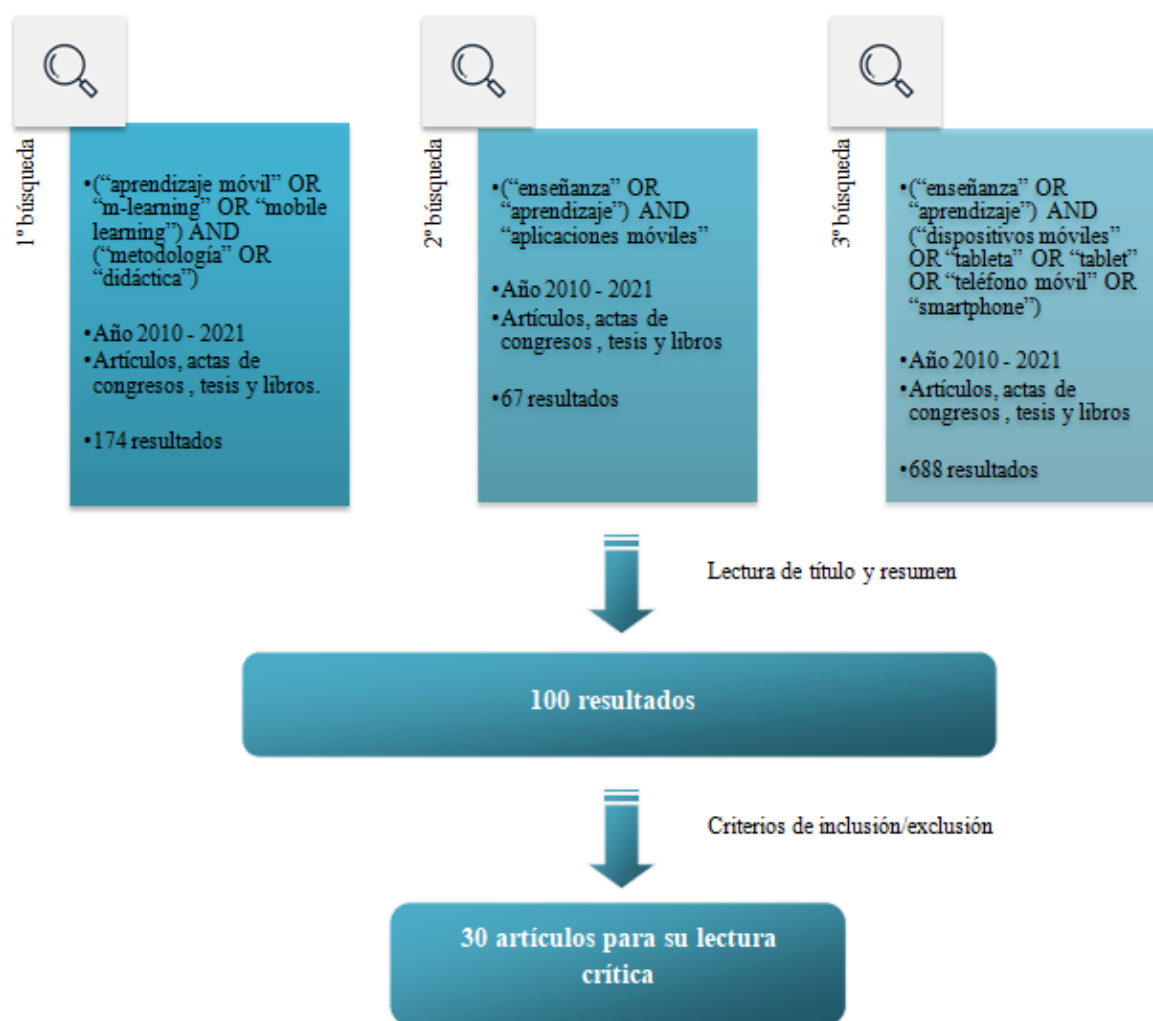 1º búsqueda
•(“aprendizaje móvil” OR
“m-learning” OR “mobile
learning”) AND
(“metodología” OR
“didáctica”)
•Año 2010 - 2021
•Artículos, actas de
congresos , tesis y libros.
•174 resultados
2º búsqueda
•(“enseñanza” OR
“aprendizaje”) AND
“aplicaciones móviles”
•Año 2010 - 2021
•Artículos, actas de
congresos , tesis y libros
•67 resultados
3º búsqueda
•(“enseñanza” OR
“aprendizaje”) AND
(“dispositivos móviles”
OR “tableta” OR “tablet”
OR “teléfono móvil” OR
“smartphone”)
•Año 2010 - 2021
•Artículos, actas de
congresos , tesis y libros
•688 resultados
Lectura de título y resumen
100 resultados
Criterios de inclusión/exclusión
30 artículos para su lectura
crítica